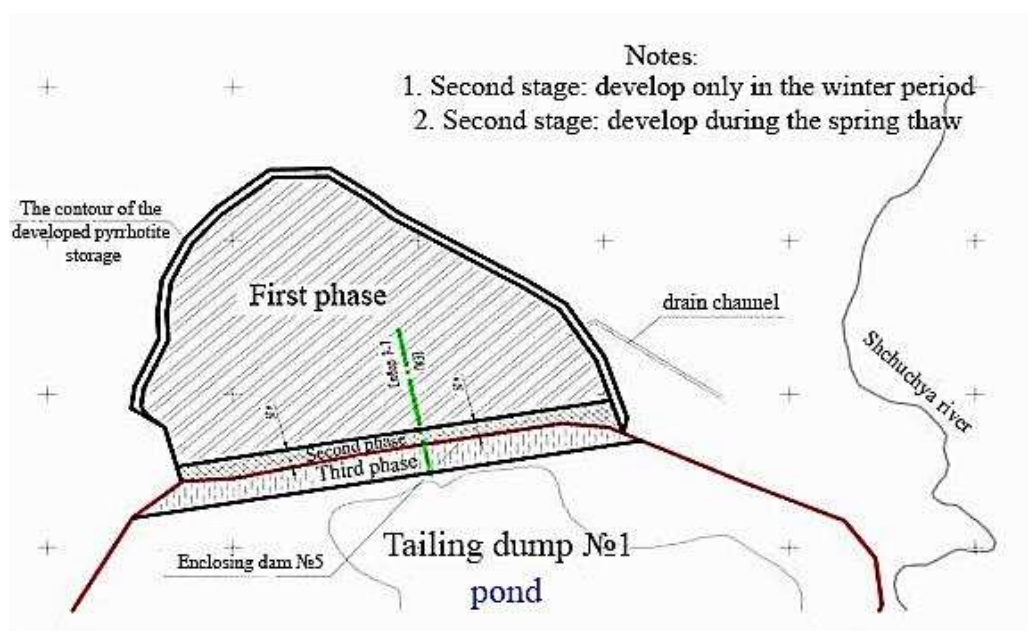 Notes:
1. Second stage: develop only in the winter period
2. Second stage: develop during the spring thaw
The contour of the
developed pyrrhotite
storage
First phase
drain channel
Shchuchya river
Second phase
Third phase
Enclosing dam №5
Tailing dump №1
pond